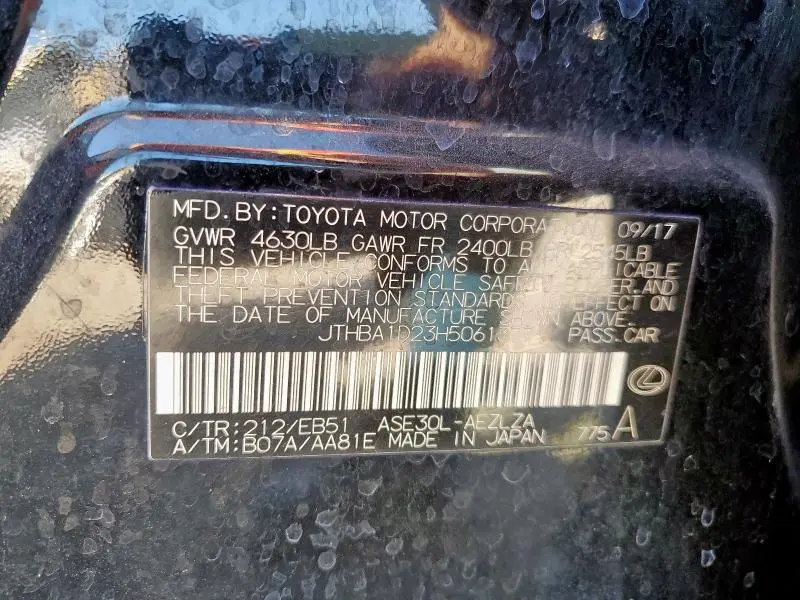 MFD.BY:TOYOTA MOTOR CORPORATION 09/17
GVWR 4630LB GAWR FR 2400LB
THIS VEHICLE CONFORMS TO ALL APPLICABLE
FEDERAL MOTOR VEHICLE SAFETY, BUMPER, AND
THEFT PREVENTION STANDARDS IN EFFECT ON
THE DATE OF MANUFACTURE SHOWN ABOVE.
PASS.CAR
C/TR:212/EB51 ASE30L-AEZLZA
A/TM:B07A/AA81E MADE IN JAPAN 775A